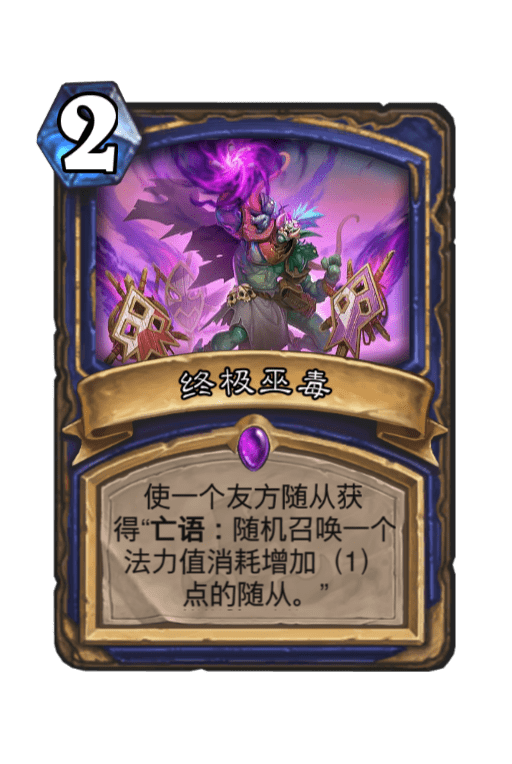 2
终极巫毒
使一个友方随从获
得“亡语：随机召唤一个
法力值消耗增加（1）
点的随从。”